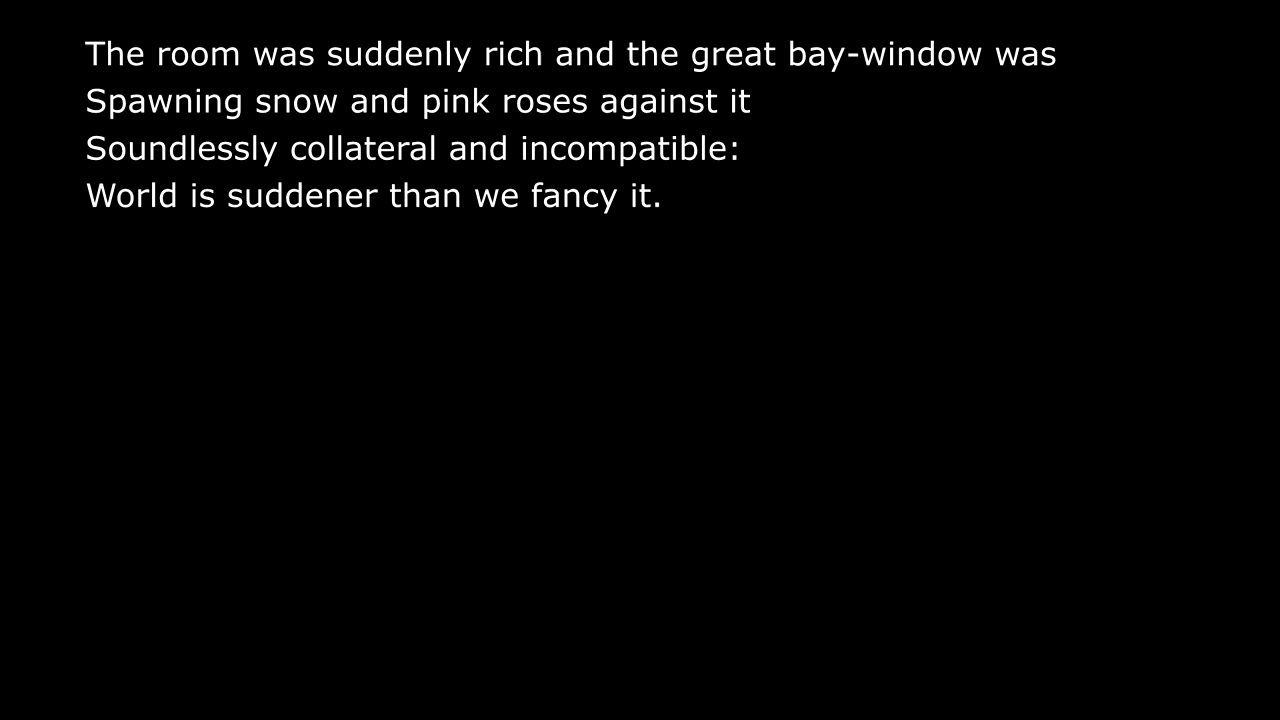 The room was suddenly rich and the great bay-window was
Spawning snow and pink roses against it
Soundlessly collateral and incompatible:
World is suddener than we fancy it.